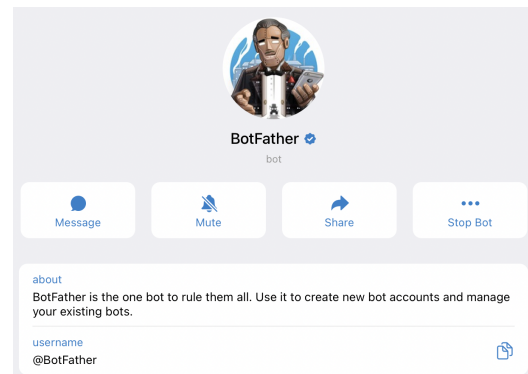 BotFather
bot
Message
Mute
Share
Stop Bot
about
BotFather is the one bot to rule them all. Use it to create new bot accounts and manage
your existing bots.
username
@BotFather